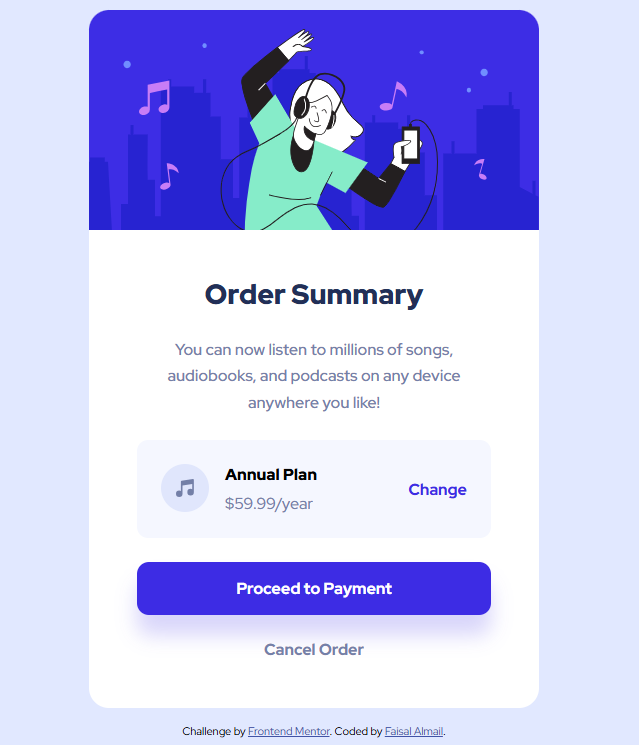 Order Summary
You can now listen to millions of songs,
audiobooks, and podcasts on any device
anywhere you like!
Annual Plan
$59.99/year
Change
Proceed to Payment
Cancel Order
Challenge by Frontend Mentor. Coded by Faisal Almail.